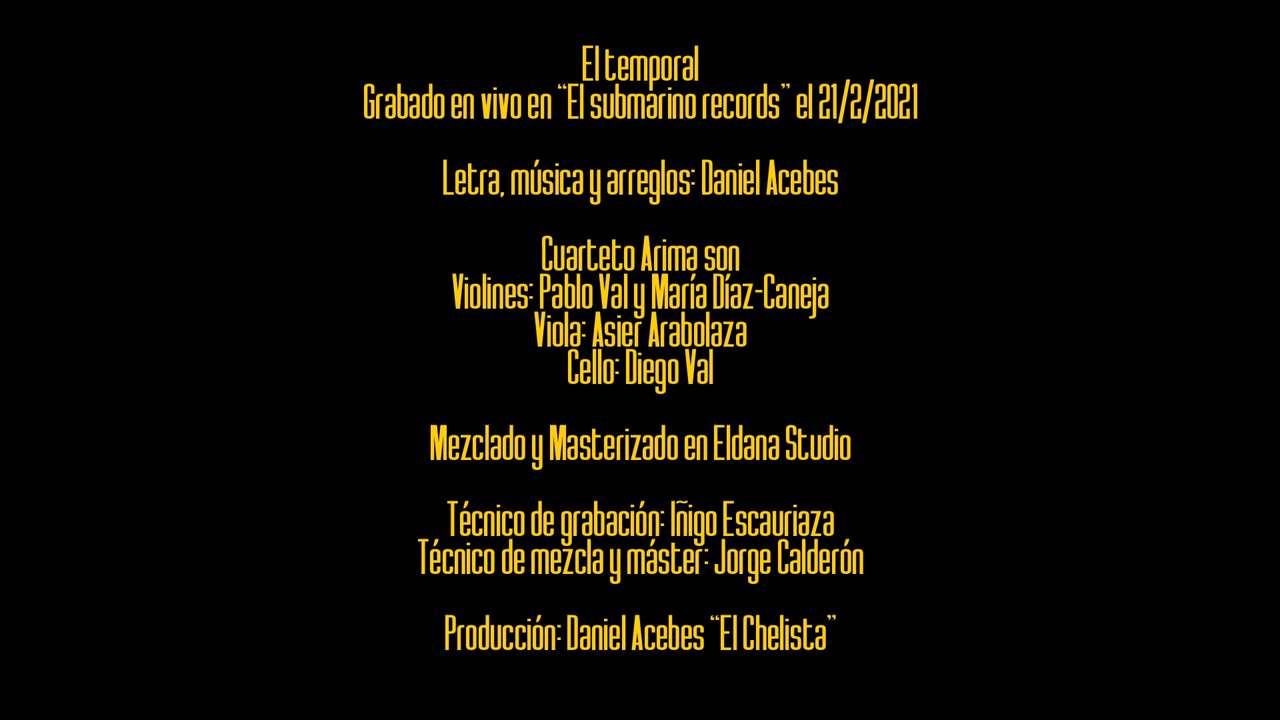 El temporal
Grabado en vivo en “El submarino records” el 21/2/2021
Letra, música y arreglos: Daniel Acebes
Cuarteto Arima son
Violines: Pablo Val y María Díaz-Caneja
Viola: Asier Arabolaza
Cello: Diego Val
Mezclado y Masterizado en Eldana Studio
Técnico de grabación: Iñigo Escauriaza
Técnico de mezcla y máster: Jorge Calderón
Producción: Daniel Acebes “El Chelista”